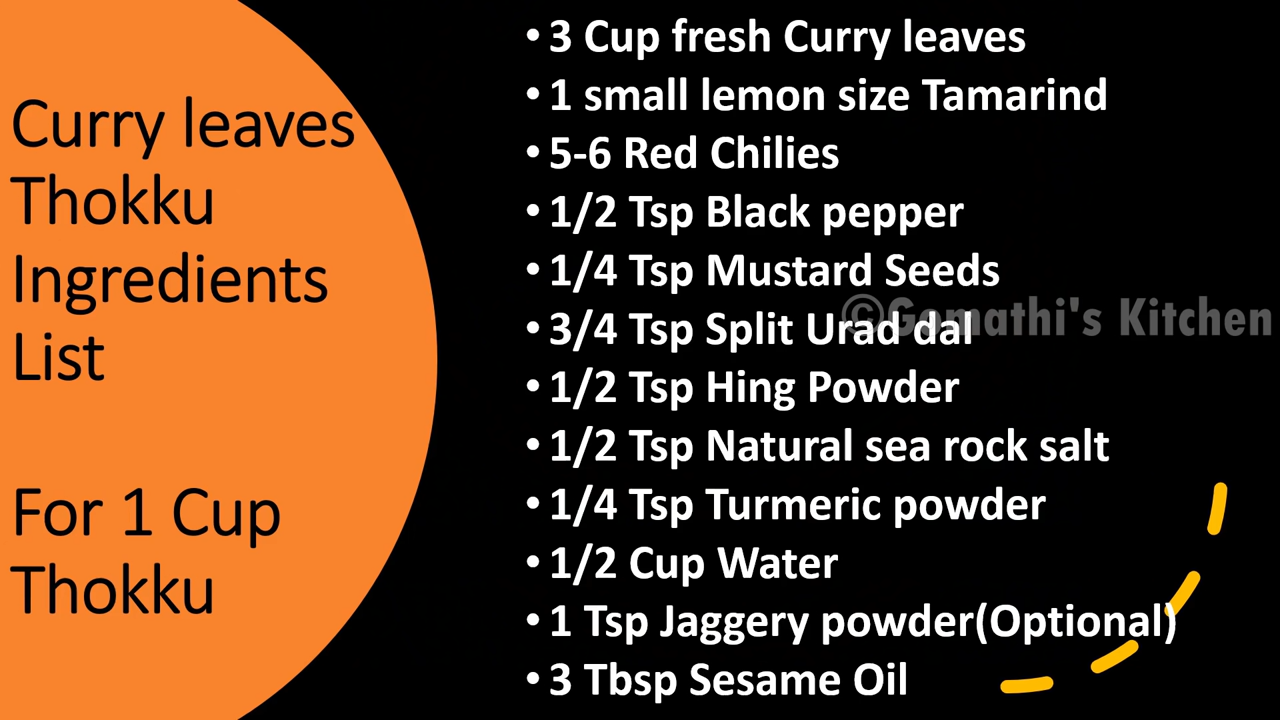 Curry leaves
Thokku
Ingredients
List
For 1 Cup
Thokku
• 3 Cup fresh Curry leaves
• 1 small lemon size Tamarind
• 5-6 Red Chilies
• 1/2 Tsp Black pepper
• 1/4 Tsp Mustard Seeds
• 3/4 Tsp Split Urad dal
• 1/2 Tsp Hing Powder
• 1/2 Tsp Natural sea rock salt
• 1/4 Tsp Turmeric powder
• 1/2 Cup Water
• 1 Tsp Jaggery powder(Optional)
• 3 Tbsp Sesame Oil
©Gomathi's Kitchen